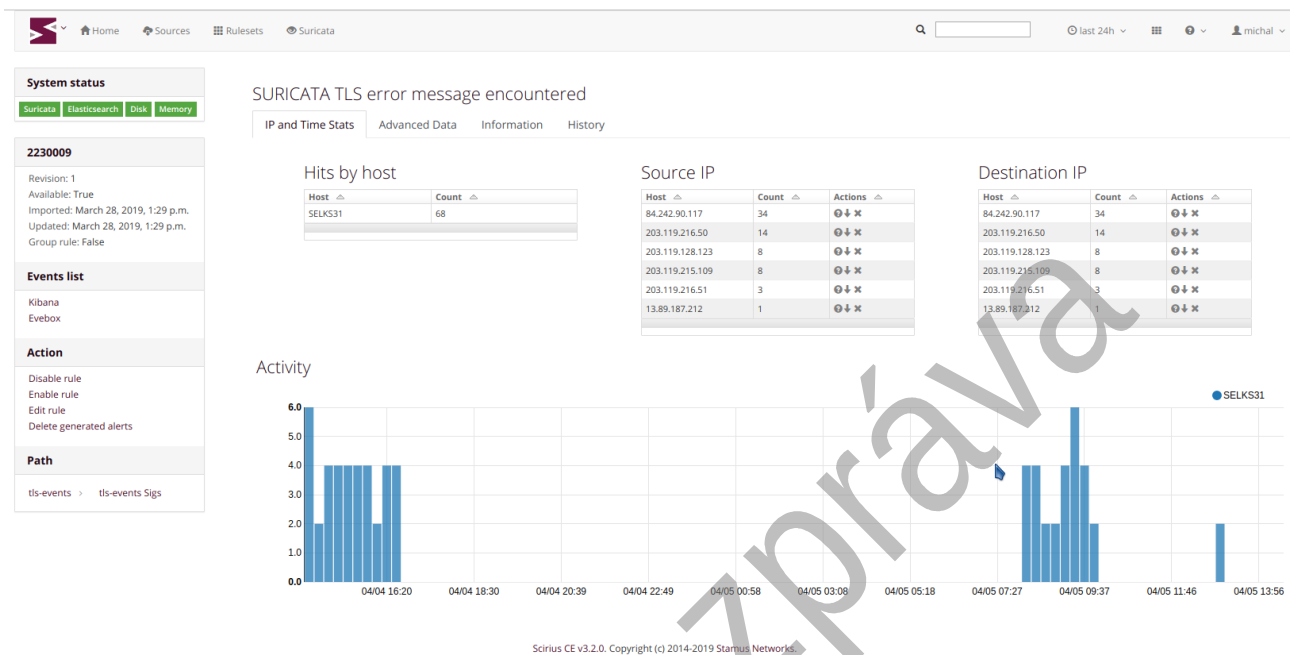 Home Sources Rulesets Suricata last 24h michal
System status
Suricata Elasticsearch Disk Memory
2230009
Revision: 1
Available: True
Imported: March 28, 2019, 1:29 p.m.
Updated: March 28, 2019, 1:29 p.m.
Group rule: False
Events list
Kibana
Evebox
Action
Disable rule
Enable rule
Edit rule
Delete generated alerts
Path
tls-events > tls-events Sigs
SURICATA TLS error message encountered
IP and Time Stats Advanced Data Information History
Hits by host
Host Count
SELKS31 68
Source IP
Host Count Actions
84.242.90.117 34
203.119.216.50 14
203.119.128.123 8
203.119.215.109 8
203.119.216.51 3
13.89.187.212 1
Destination IP
Host Count Actions
84.242.90.117 34
203.119.216.50 14
203.119.128.123 8
203.119.215.109 8
203.119.216.51 3
13.89.187.212 1
Activity
SELKS31
6.0
5.0
4.0
3.0
2.0
1.0
0.0
04/04 16:20 04/04 18:30 04/04 20:39 04/04 22:49 04/05 00:58 04/05 03:08 04/05 05:18 04/05 07:27 04/05 09:37 04/05 11:46 04/05 13:56
zpráva
Scirius CE v3.2.0. Copyright (c) 2014-2019 Stamus Networks.